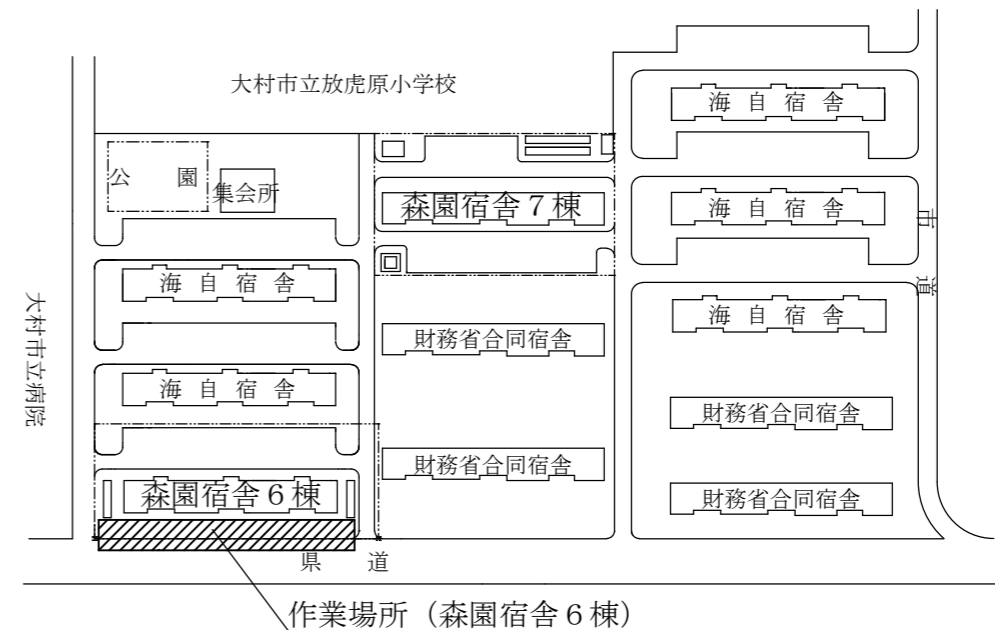 大村市立放虎原小学校
海自宿舎
公園
集会所
森園宿舎７棟
海自宿舎
市道
海自宿舎
海自宿舎
大村市立病院
財務省合同宿舎
海自宿舎
財務省合同宿舎
財務省合同宿舎
森園宿舎６棟
財務省合同宿舎
県道
作業場所（森園宿舎６棟）